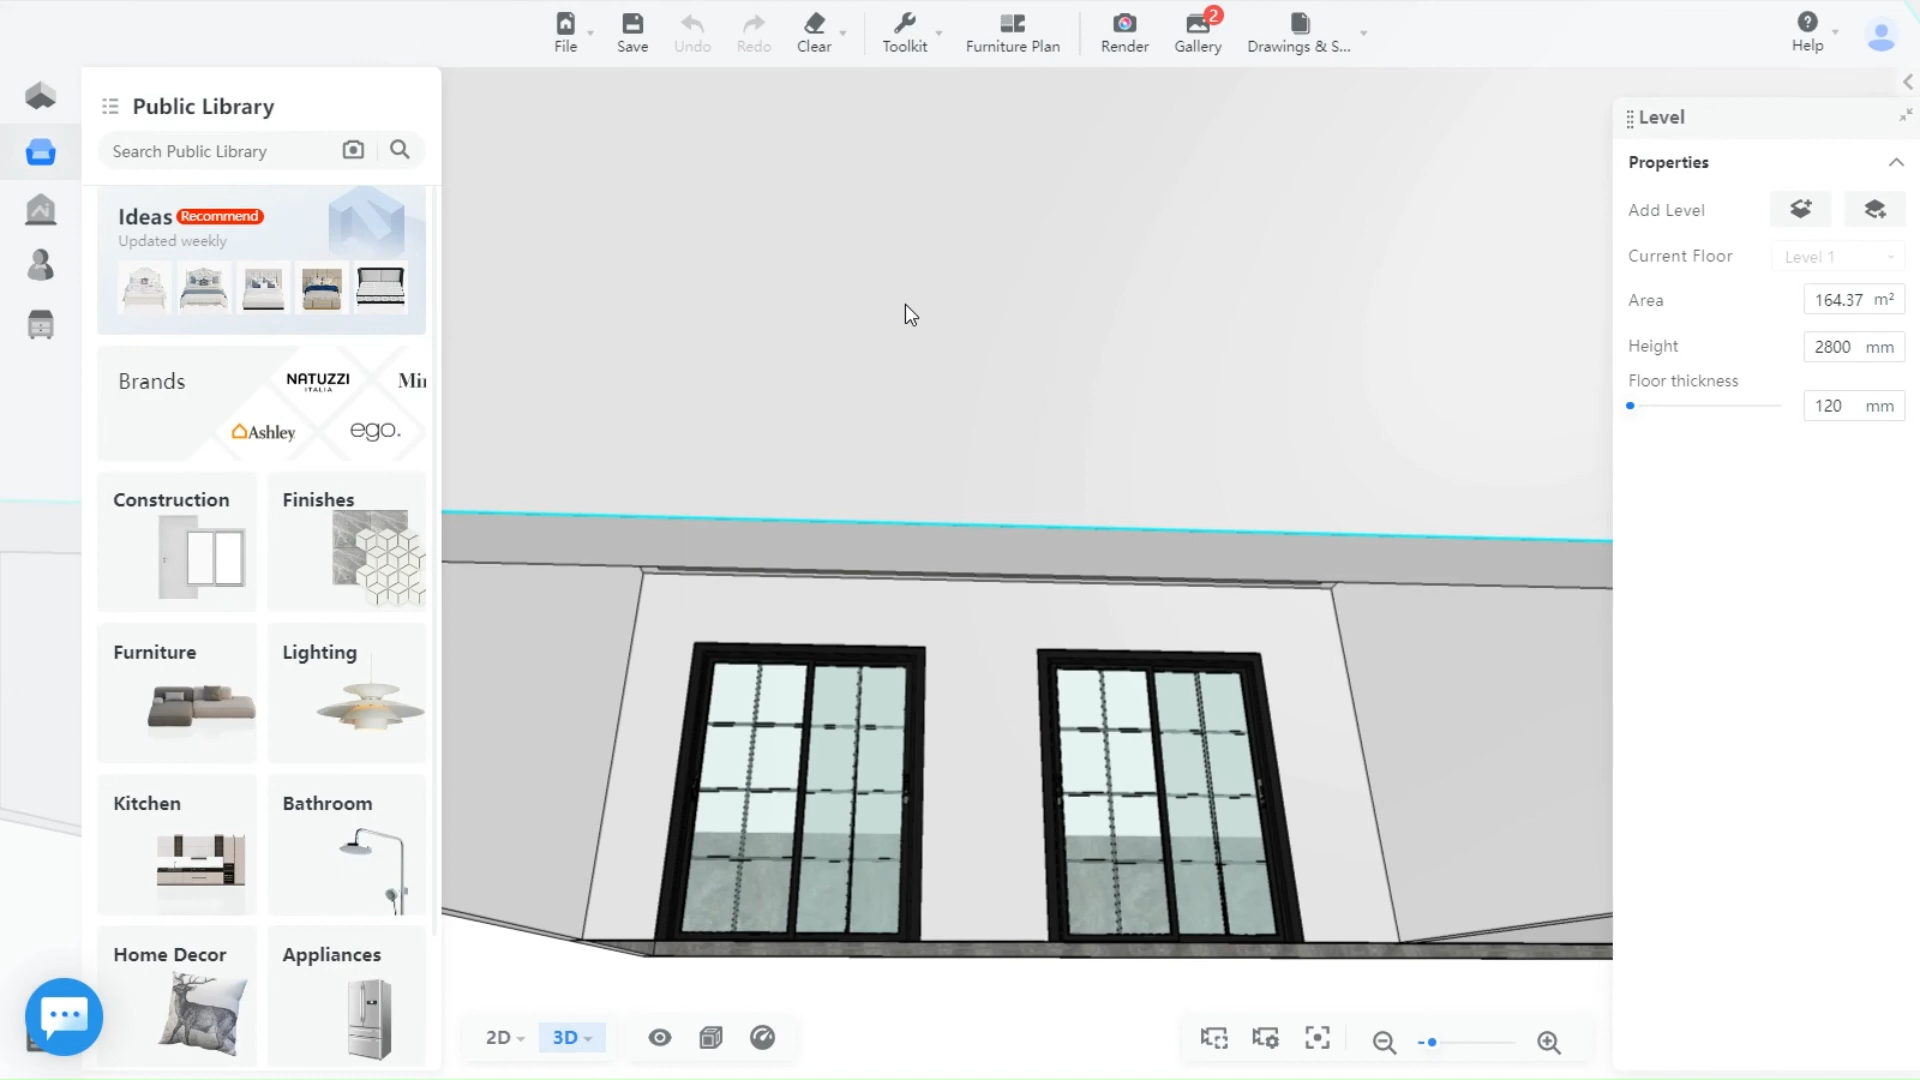 File
Save
Undo
Redo
Clear
Toolkit
Furniture Plan
Render
2
Gallery
Drawings & S...
Help
Public Library
Search Public Library
Ideas Recommend
Updated weekly
Brands
NATUZZI
ITALIA
Ashley
ego.
Construction
Finishes
Furniture
Lighting
Kitchen
Bathroom
Home Decor
Appliances
2D
3D
Level
Properties
Add Level
Current Floor
Level 1
Area
164.37 m²
Height
2800 mm
Floor thickness
120 mm